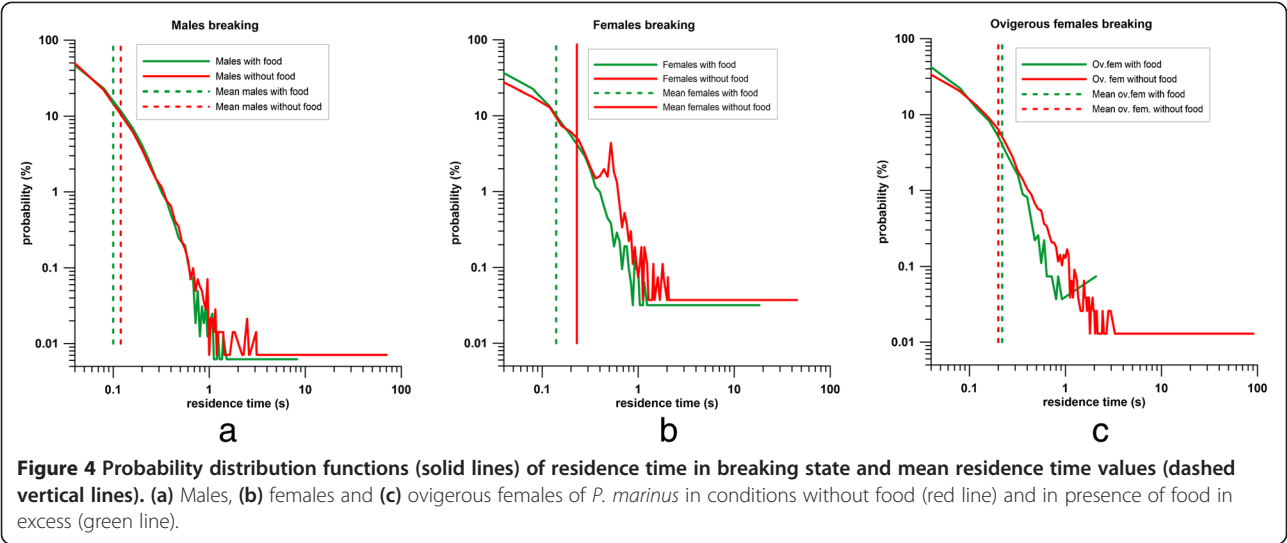 Males breaking
100
10
1
0.1
0.01
probability (%)
Males with food
Males without food
Mean males with food
Mean males without food
0.1 1 10 100
residence time (s)
a
Females breaking
100
10
1
0.1
0.01
probability (%)
Females with food
Females without food
Mean females with food
Mean females without food
0.1 1 10 100
residence time (s)
b
Ovigerous females breaking
100
10
1
0.1
0.01
probability (%)
Ov.fem with food
Ov. fem without food
Mean ov.fem with food
Mean ov. fem. without food
0.1 1 10 100
residence time (s)
c
Figure 4 Probability distribution functions (solid lines) of residence time in breaking state and mean residence time values (dashed
vertical lines). (a) Males, (b) females and (c) ovigerous females of P. marinus in conditions without food (red line) and in presence of food in
excess (green line).